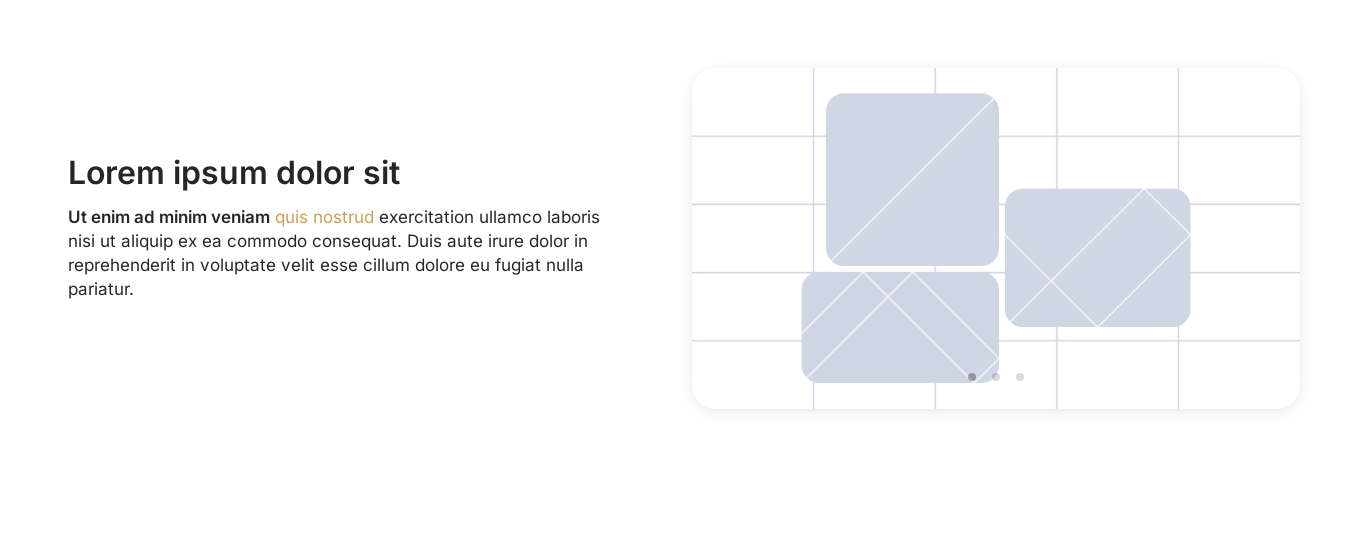 Lorem ipsum dolor sit
Ut enim ad minim veniam quis nostrud exercitation ullamco laboris
nisi ut aliquip ex ea commodo consequat. Duis aute irure dolor in
reprehenderit in voluptate velit esse cillum dolore eu fugiat nulla
pariatur.